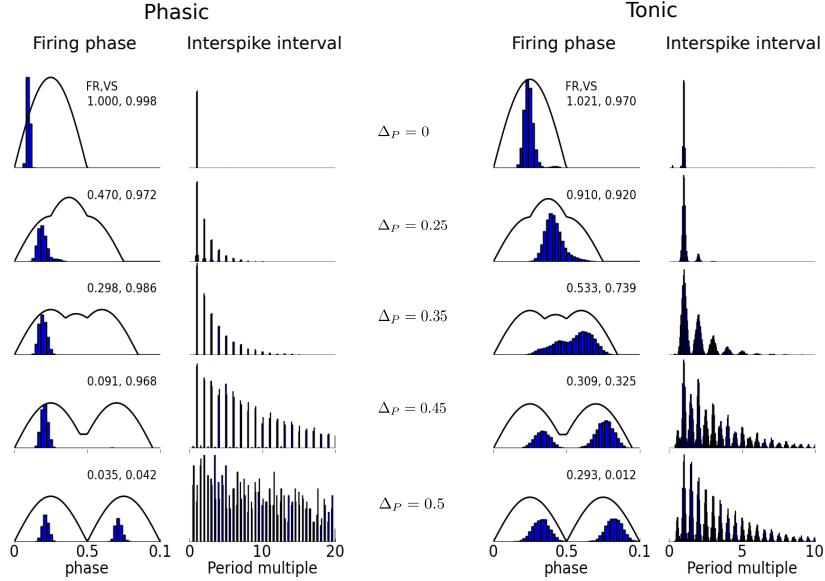 Phasic
Tonic
Firing phase
Interspike interval
Firing phase
Interspike interval
FR,VS
1.000, 0.998
Δ_P = 0
FR,VS
1.021, 0.970
0.470, 0.972
Δ_P = 0.25
0.910, 0.920
0.298, 0.986
Δ_P = 0.35
0.533, 0.739
0.091, 0.968
Δ_P = 0.45
0.309, 0.325
0.035, 0.042
Δ_P = 0.5
0.293, 0.012
0 0.5 0.1
0 10 20
0 0.5 0.1
0 5 10
phase
Period multiple
phase
Period multiple